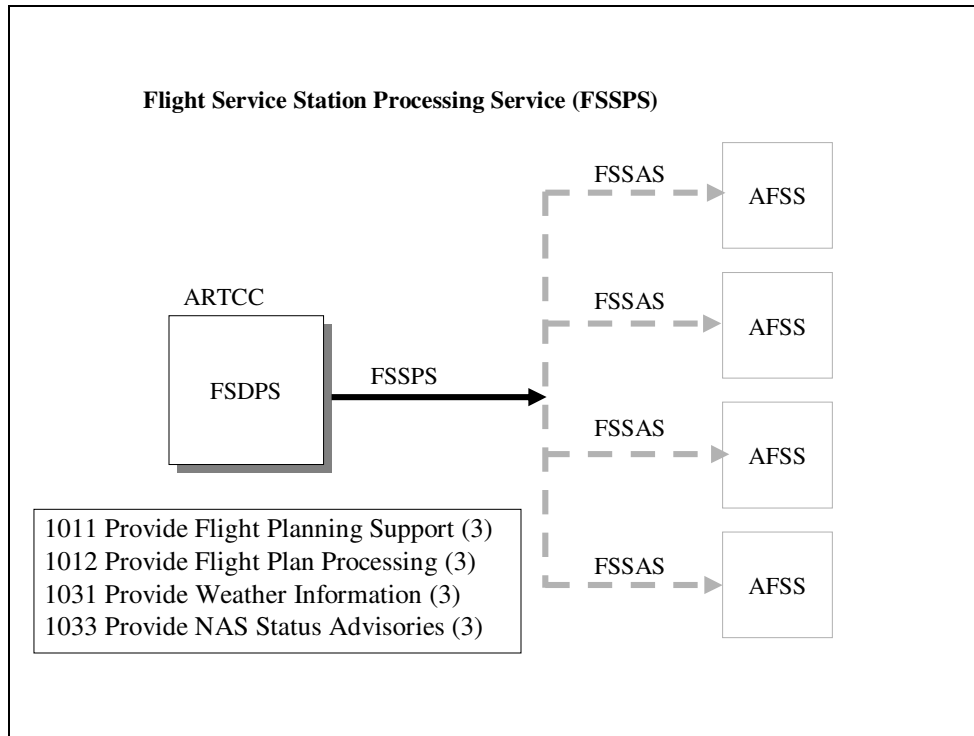 Flight Service Station Processing Service (FSSPS)
FSSAS
AFSS
FSSAS
AFSS
ARTCC
FSDPS
FSSPS
FSSAS
AFSS
1011 Provide Flight Planning Support (3)
1012 Provide Flight Plan Processing (3)
1031 Provide Weather Information (3)
1033 Provide NAS Status Advisories (3)
FSSAS
AFSS